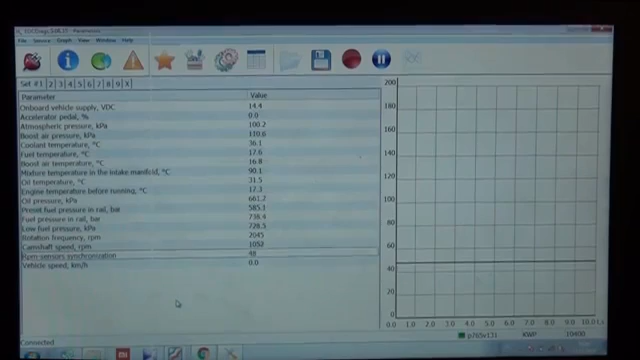 File Service Graph View Window Help
Set #1 2 3 4 5 6 7 8 9 X
Parameter Value
Onboard vehicle supply, VDC 14.4
Accelerator pedal, % 0.0
Atmospheric pressure, kPa 100.2
Boost air pressure, kPa 110.6
Coolant temperature, °C 36.1
Fuel temperature, °C 17.6
Boost air temperature, °C 16.8
Mixture temperature in the intake manifold, °C 90.1
Oil temperature, °C 31.5
Engine temperature before running, °C 17.3
Oil pressure, kPa 661.2
Preset fuel pressure in rail, bar 585.1
Fuel pressure in rail, bar 738.4
Low fuel pressure, kPa 728.5
Rotation frequency, rpm 2045
Camshaft speed, rpm 1052
Rpm sensors synchronization 48
Vehicle speed, km/h 0.0
200
180
160
140
120
100
80
60
40
20
0
0.0 1.0 2.0 3.0 4.0 5.0 6.0 7.0 8.0 9.0 10.0 t,s
Connected p765v131 KWP 10400